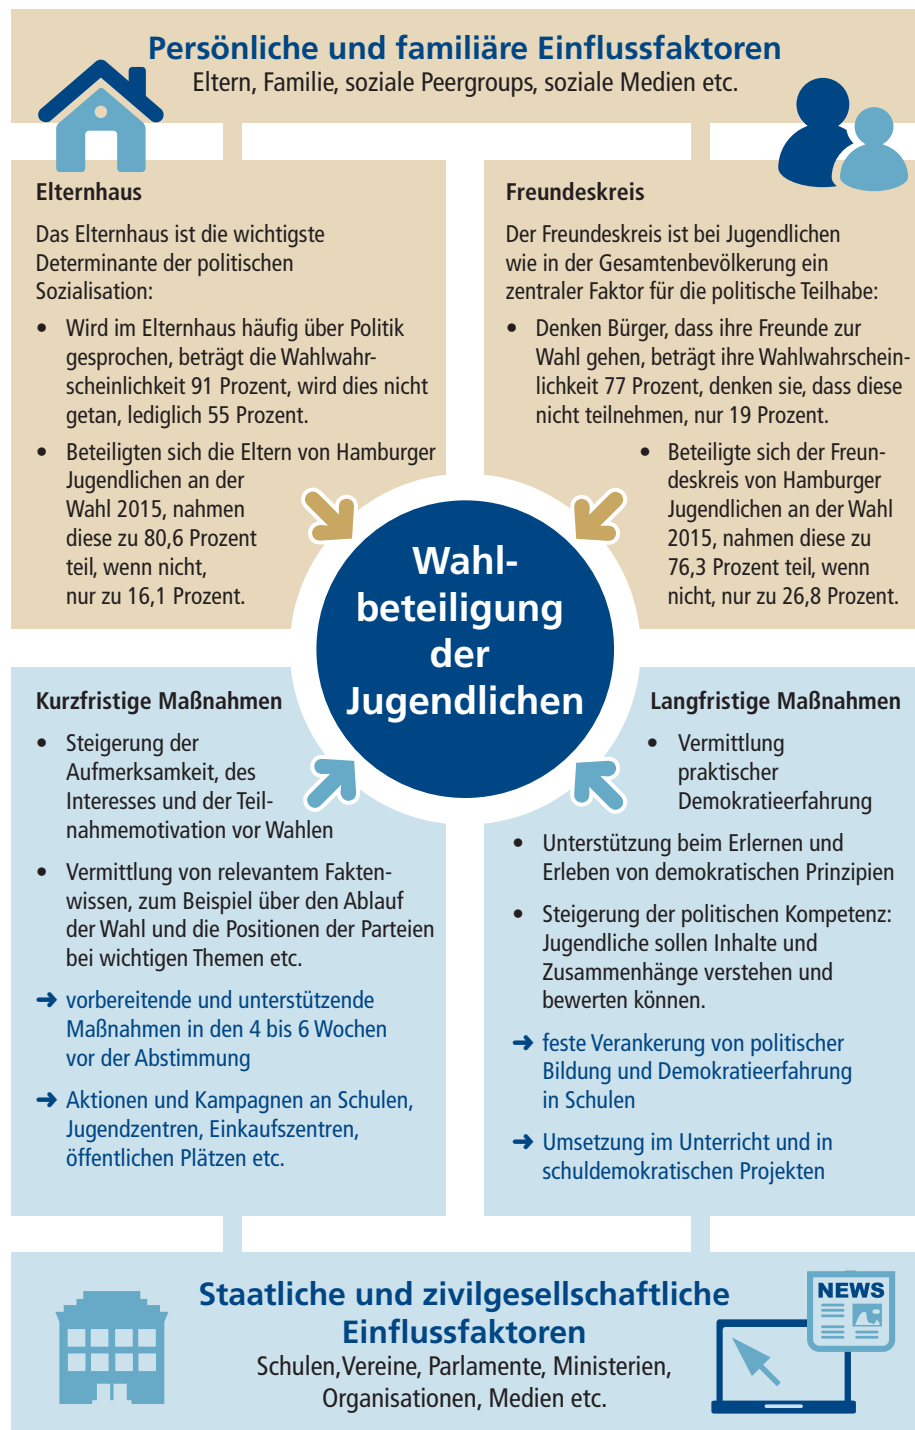 Persönliche und familiäre Einflussfaktoren
Eltern, Familie, soziale Peergroups, soziale Medien etc.
Elternhaus
Das Elternhaus ist die wichtigste
Determinante der politischen
Sozialisation:
• Wird im Elternhaus häufig über Politik
gesprochen, beträgt die Wahlwahr-
scheinlichkeit 91 Prozent, wird dies nicht
getan, lediglich 55 Prozent.
• Beteiligten sich die Eltern von Hamburger
Jugendlichen an der
Wahl 2015, nahmen
diese zu 80,6 Prozent
teil, wenn nicht,
nur zu 16,1 Prozent.
Freundeskreis
Der Freundeskreis ist bei Jugendlichen
wie in der Gesamtenbevölkerung ein
zentraler Faktor für die politische Teilhabe:
• Denken Bürger, dass ihre Freunde zur
Wahl gehen, beträgt ihre Wahlwahrschein-
lichkeit 77 Prozent, denken sie, dass diese
nicht teilnehmen, nur 19 Prozent.
• Beteiligte sich der Freun-
deskreis von Hamburger
Jugendlichen an der Wahl
2015, nahmen diese zu
76,3 Prozent teil, wenn
nicht, nur zu 26,8 Prozent.
Wahl-
beteiligung
der
Jugendlichen
Kurzfristige Maßnahmen
• Steigerung der
Aufmerksamkeit, des
Interesses und der Teil-
nahmemotivation vor Wahlen
• Vermittlung von relevantem Fakten-
wissen, zum Beispiel über den Ablauf
der Wahl und die Positionen der Parteien
bei wichtigen Themen etc.
➜ vorbereitende und unterstützende
Maßnahmen in den 4 bis 6 Wochen
vor der Abstimmung
➜ Aktionen und Kampagnen an Schulen,
Jugendzentren, Einkaufszentren,
öffentlichen Plätzen etc.
Langfristige Maßnahmen
• Vermittlung
praktischer
Demokratieerfahrung
• Unterstützung beim Erlernen und
Erleben von demokratischen Prinzipien
• Steigerung der politischen Kompetenz:
Jugendliche sollen Inhalte und
Zusammenhänge verstehen und
bewerten können.
➜ feste Verankerung von politischer
Bildung und Demokratieerfahrung
in Schulen
➜ Umsetzung im Unterricht und in
schuldemokratischen Projekten
Staatliche und zivilgesellschaftliche
Einflussfaktoren
Schulen, Vereine, Parlamente, Ministerien,
Organisationen, Medien etc.
NEWS